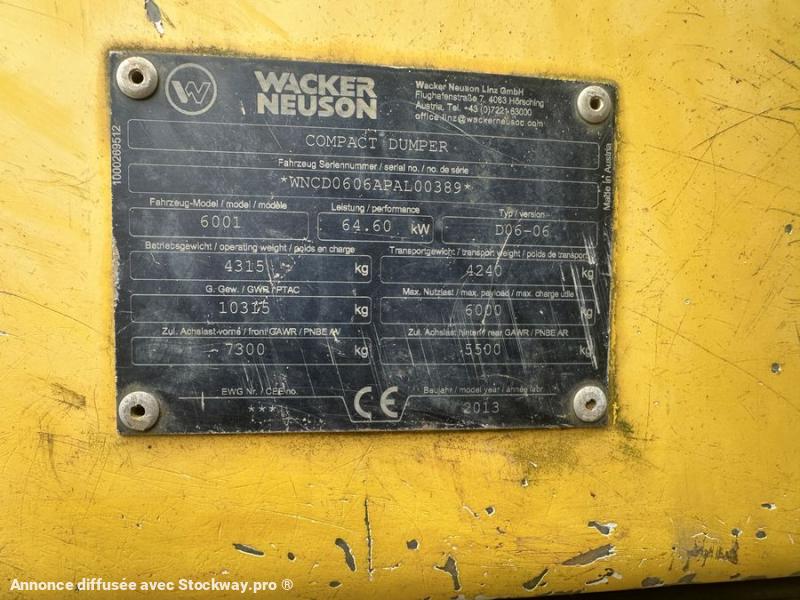 W
WACKER
NEUSON
Wacker Neuson Linz GmbH
Flughafenstraße 7, 4063 Hörsching
Austria, Tel. +43 (0)7221 63000
office.linz@wackerneuson.com
COMPACT DUMPER
Fahrzeug Seriennummer / serial no. / no. de série
*WNCD0606APAL00389*
Fahrzeug-Model / model / modèle
Leistung / performance
Typ / version
6001
64.60 kW
D06-06
Betriebsgewicht / operating weight / poids en charge
Transportgewicht / transport weight / poids de transport
4315 kg
4240 kg
G. Gew. / GWR / PTAC
Max. Nutzlast / max. payload / max. charge utile
10315 kg
6000 kg
Zul. Achslast vorne / front GAWR / PNBE AV
Zul. Achslast hinten / rear GAWR / PNBE AR
7300 kg
5500 kg
EWG Nr. / CEE no.
Baujahr / model year / année fabr.
***
CE
2013
1000269512
Made in Austria
Annonce diffusée avec Stockway.pro ®